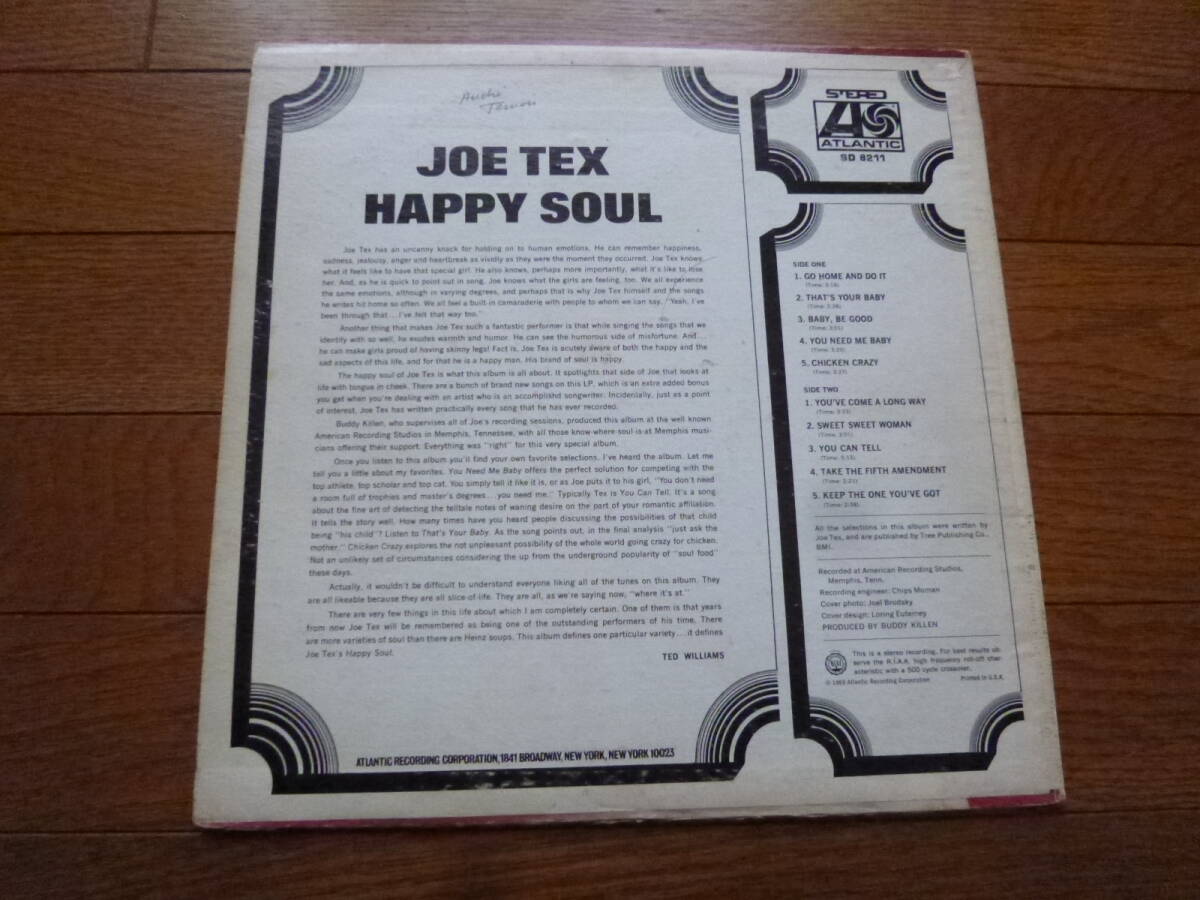 JOE TEX
HAPPY SOUL
Joe Tex has an uncanny knack for holding on to human emotions. He can remember happiness,
sadness, jealousy, anger and heartbreak as vividly as they were the moment they occurred. Joe Tex knows
what it feels like to have that special girl. He also knows, perhaps more importantly, what it's like to lose
her. And, as he is quick to point out in song, Joe knows what the girls are feeling, too. We all experience
the same emotions, although in varying degrees, and perhaps that is why Joe Tex himself and the songs
he writes hit home so often. We all feel a built-in camaraderie with people to whom we can say, "Yeah, I've
been through that...I've felt that way too."
Another thing that makes Joe Tex such a fantastic performer is that while singing the songs that we
identify with so well, he exudes warmth and humor. He can see the humorous side of misfortune. And...
he can make girls proud of having skinny legs! Fact is, Joe Tex is acutely aware of both the happy and the
sad aspects of this life, and for that he is a happy man. His brand of soul is happy.
The happy soul of Joe Tex is what this album is all about. It spotlights that side of Joe that looks at
life with tongue in cheek. There are a bunch of brand new songs on this LP, which is an extra added bonus
you get when you're dealing with an artist who is an accomplishd songwriter. Incidenially, just as a point
of interest, Joe Tex has written practically every song that he has ever recorded.
Buddy Killen, who supervises all of Joe's recording sessions, produced this album at the well known
American Recording Studios in Memphis, Tennessee, with all those know-where-soul-is-at Memphis musi-
cians offering their support. Everything was "right" for this very special album.
Once you listen to this album you'll find your own favorite selections. I've heard the album. Let me
tell you a little about my favorites. You Need Me Baby offers the perfect solution for competing with the
top athlete, top scholar and top cat. You simply tell it like it is, or as Joe puts it to his girl, "You don't need
a room full of trophies and master's degrees...you need me." Typically Tex is You Can Tell. It's a song
about the fine art of detecting the telltale notes of waning desire on the part of your romantic affiliation.
It tells the story well. How many times have you heard people discussing the possibilities of that child
being "his child"? Listen to That's Your Baby. As the song points out, in the final analysis "just ask the
mother." Chicken Crazy explores the not unpleasant possibility of the whole world going crazy for chicken.
Not an unlikely set of circumstances considering the up from the underground popularity of "soul food"
these days.
Actually, it wouldn't be difficult to understand everyone liking all of the tunes on this album. They
are all likeable because they are all slice of life. They are all, as we're saying now, "where it's at."
There are very few things in this life about which I am completely certain. One of them is that years
from now Joe Tex will be remembered as being one of the outstanding performers of his time. There
are more varieties of soul than there are Heinz soups. This album defines one particular variety...it defines
Joe Tex's Happy Soul.
TED WILLIAMS
ATLANTIC RECORDING CORPORATION, 1841 BROADWAY, NEW YORK, NEW YORK 10023
STEREO
ATLANTIC
SD 8211
SIDE ONE
1. GO HOME AND DO IT
2. THAT'S YOUR BABY
3. BABY, BE GOOD
4. YOU NEED ME BABY
5. CHICKEN CRAZY
SIDE TWO
1. YOU'VE COME A LONG WAY
2. SWEET SWEET WOMAN
3. YOU CAN TELL
4. TAKE THE FIFTH AMENDMENT
5. KEEP THE ONE YOU'VE GOT
All the selections in this album were written by
Joe Tex, and are published by Tree Publishing Co.,
BMI.
Recorded at American Recording Studios,
Memphis, Tenn.
Recording engineer: Chips Moman
Cover photo: Joel Brodsky
Cover design: Loring Eutemey
PRODUCED BY BUDDY KILLEN
This is a stereo recording. For best results ob-
serve the R.I.A.A. high frequency roll-off char-
acteristic with a 500 cycle crossover.
Atlantic Recording Corporation Printed in U.S.A.